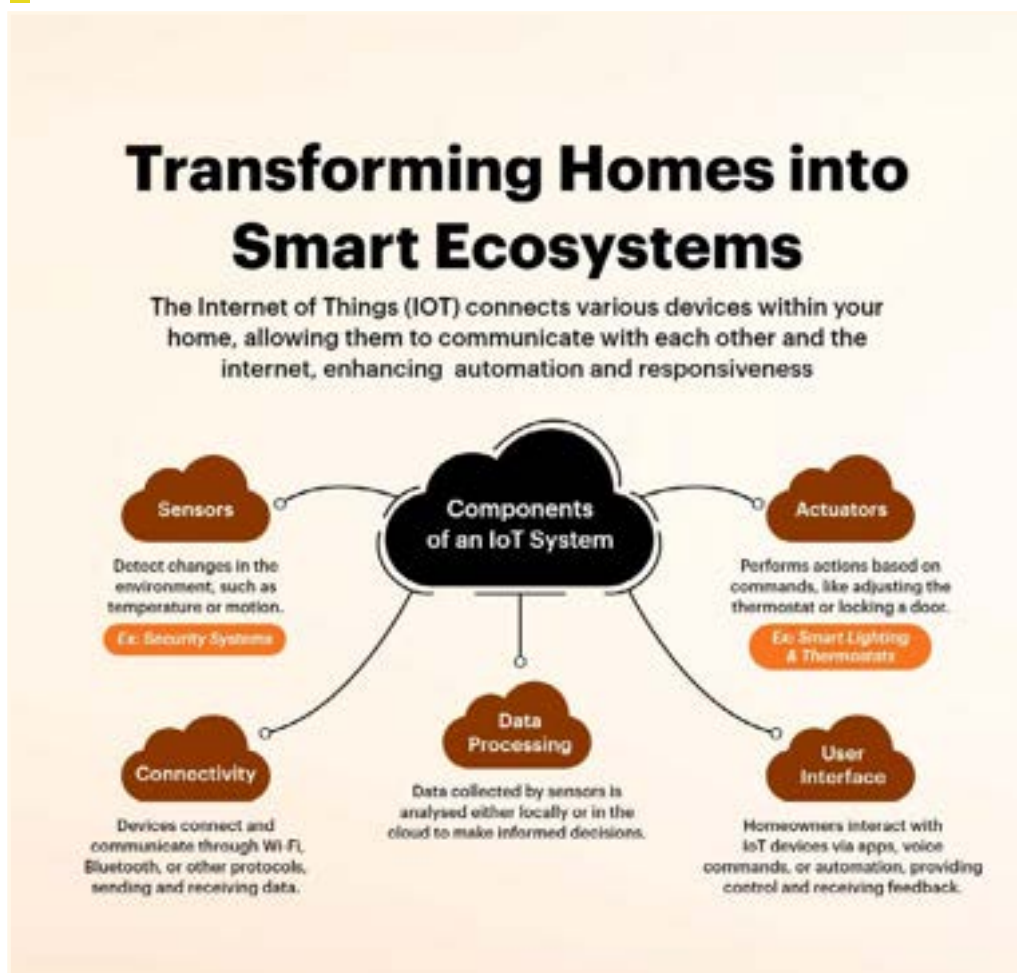 Transforming Homes into
Smart Ecosystems
The Internet of Things (IOT) connects various devices within your
home, allowing them to communicate with each other and the
internet, enhancing automation and responsiveness
Components
of an IoT System
Sensors
Detect changes in the
environment, such as
temperature or motion.
Ex: Security Systems
Actuators
Performs actions based on
commands, like adjusting the
thermostat or locking a door.
Ex: Smart Lighting
& Thermostats
Connectivity
Devices connect and
communicate through Wi-Fi,
Bluetooth, or other protocols,
sending and receiving data.
Data
Processing
Data collected by sensors is
analysed either locally or in the
cloud to make informed decisions.
User
Interface
Homeowners interact with
IoT devices via apps, voice
commands, or automation, providing
control and receiving feedback.